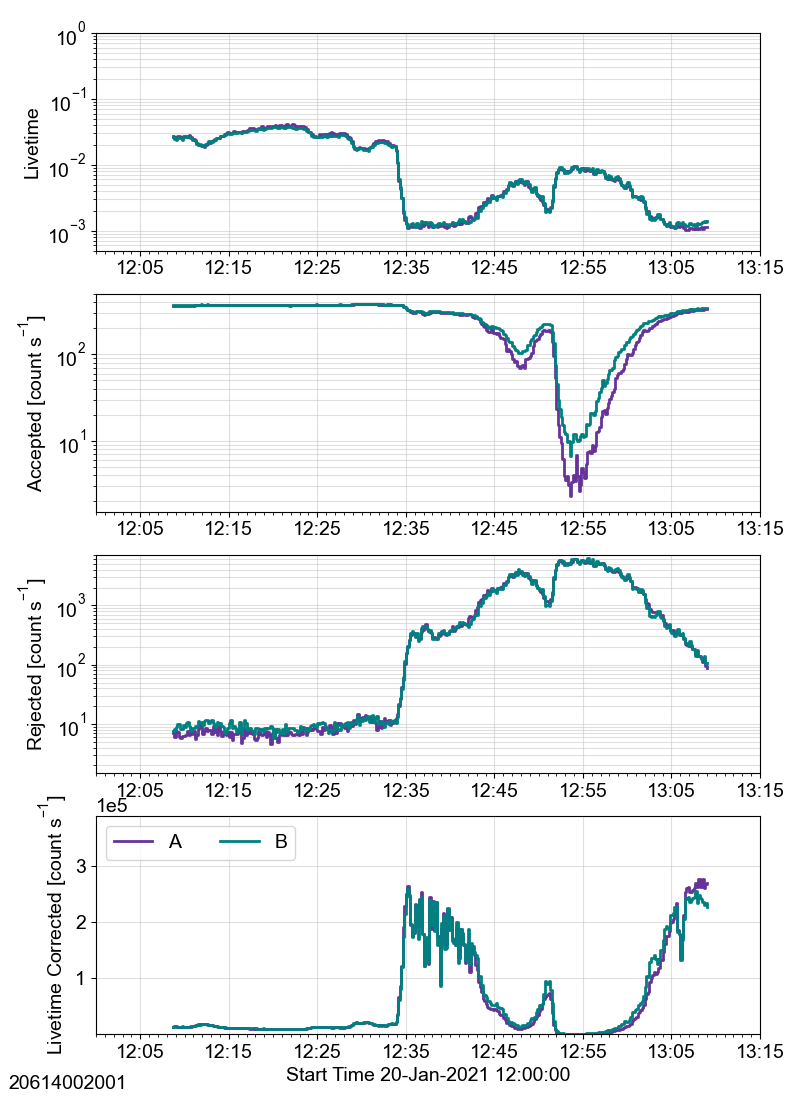 10^0
10^−1
10^−2
10^−3
Livetime
12:05 12:15 12:25 12:35 12:45 12:55 13:05 13:15
10^2
10^1
Accepted [count s^−1]
12:05 12:15 12:25 12:35 12:45 12:55 13:05 13:15
10^3
10^2
10^1
Rejected [count s^−1]
12:05 12:15 12:25 12:35 12:45 12:55 13:05 13:15
1e5
A B
3
2
1
Livetime Corrected [count s^−1]
12:05 12:15 12:25 12:35 12:45 12:55 13:05 13:15
Start Time 20-Jan-2021 12:00:00
20614002001